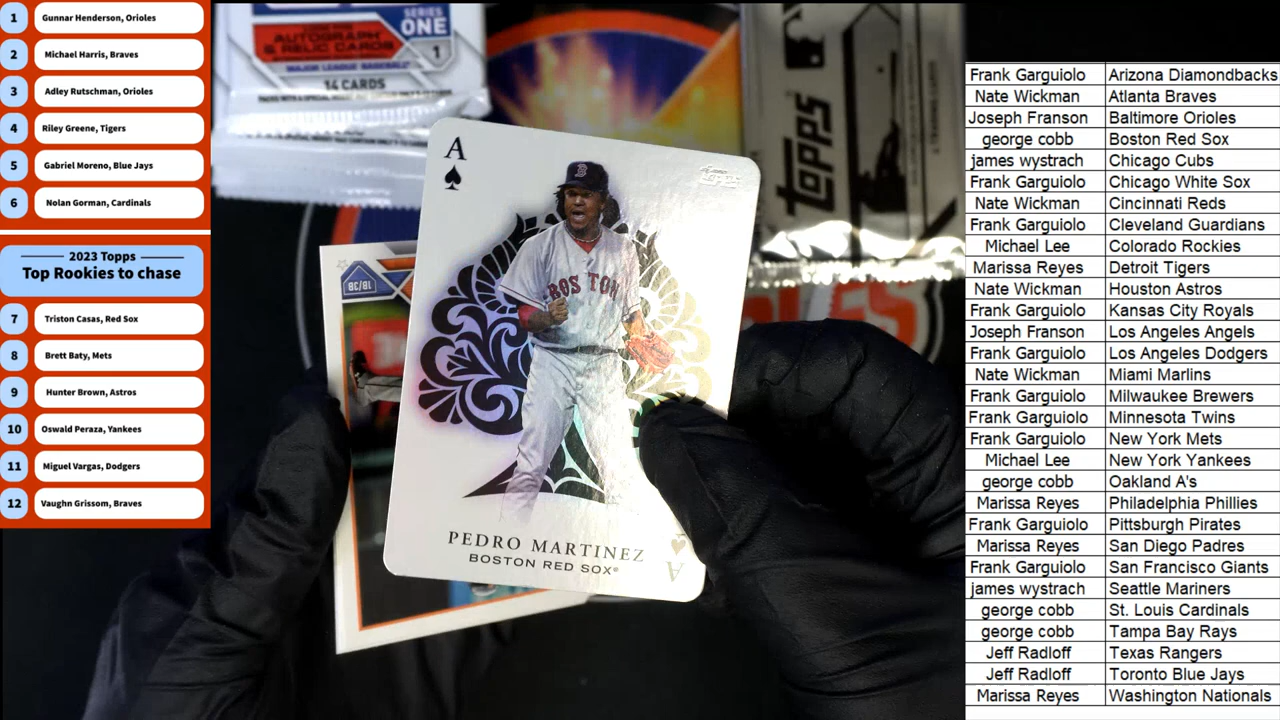 1 Gunnar Henderson, Orioles
2 Michael Harris, Braves
3 Adley Rutschman, Orioles
4 Riley Greene, Tigers
5 Gabriel Moreno, Blue Jays
6 Nolan Gorman, Cardinals
2023 Topps
Top Rookies to chase
7 Triston Casas, Red Sox
8 Brett Baty, Mets
9 Hunter Brown, Astros
10 Oswald Peraza, Yankees
11 Miguel Vargas, Dodgers
12 Vaughn Grissom, Braves
SERIES
ONE
1
AUTOGRAPH
& RELIC CARDS
MAJOR LEAGUE BASEBALL
14 CARDS
topps
A
BOSTON
PEDRO MARTINEZ
BOSTON RED SOX®
A
1B/3B
Frank Garguiolo Arizona Diamondbacks
Nate Wickman Atlanta Braves
Joseph Franson Baltimore Orioles
george cobb Boston Red Sox
james wystrach Chicago Cubs
Frank Garguiolo Chicago White Sox
Nate Wickman Cincinnati Reds
Frank Garguiolo Cleveland Guardians
Michael Lee Colorado Rockies
Marissa Reyes Detroit Tigers
Nate Wickman Houston Astros
Frank Garguiolo Kansas City Royals
Joseph Franson Los Angeles Angels
Frank Garguiolo Los Angeles Dodgers
Nate Wickman Miami Marlins
Frank Garguiolo Milwaukee Brewers
Frank Garguiolo Minnesota Twins
Frank Garguiolo New York Mets
Michael Lee New York Yankees
george cobb Oakland A's
Marissa Reyes Philadelphia Phillies
Frank Garguiolo Pittsburgh Pirates
Marissa Reyes San Diego Padres
Frank Garguiolo San Francisco Giants
james wystrach Seattle Mariners
george cobb St. Louis Cardinals
george cobb Tampa Bay Rays
Jeff Radloff Texas Rangers
Jeff Radloff Toronto Blue Jays
Marissa Reyes Washington Nationals